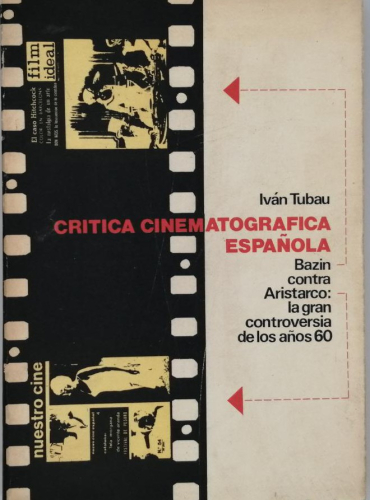 film
ideal
El caso Hitchcock
Iván Tubau
CRITICA CINEMATOGRAFICA
ESPAÑOLA
Bazin
contra
Aristarco:
la gran
controversia
de los años 60
nuestro cine